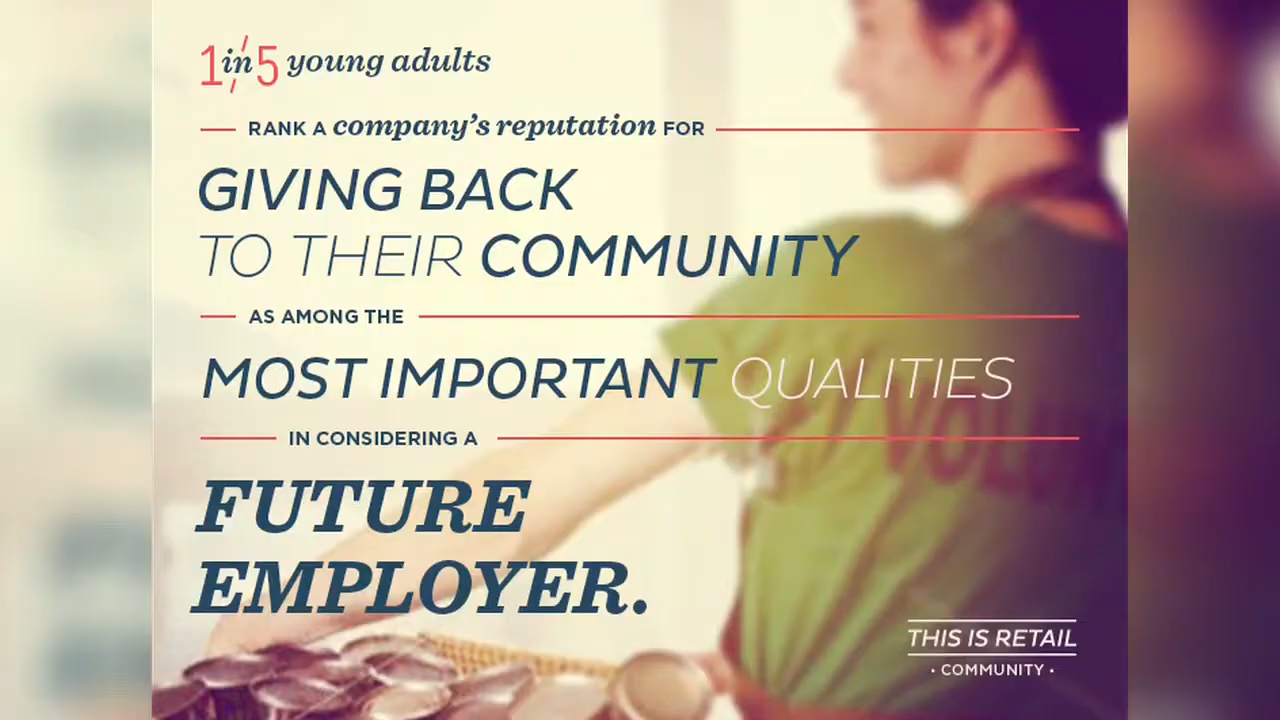 1 in 5 young adults
RANK A company's reputation FOR
GIVING BACK
TO THEIR COMMUNITY
AS AMONG THE
MOST IMPORTANT QUALITIES
IN CONSIDERING A
FUTURE
EMPLOYER.
THIS IS RETAIL
· COMMUNITY ·